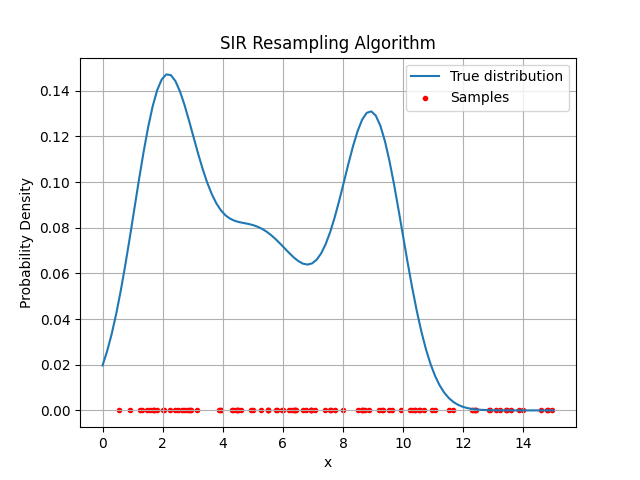 SIR Resampling Algorithm
True distribution
Samples
Probability Density
0.14
0.12
0.10
0.08
0.06
0.04
0.02
0.00
0 2 4 6 8 10 12 14
x